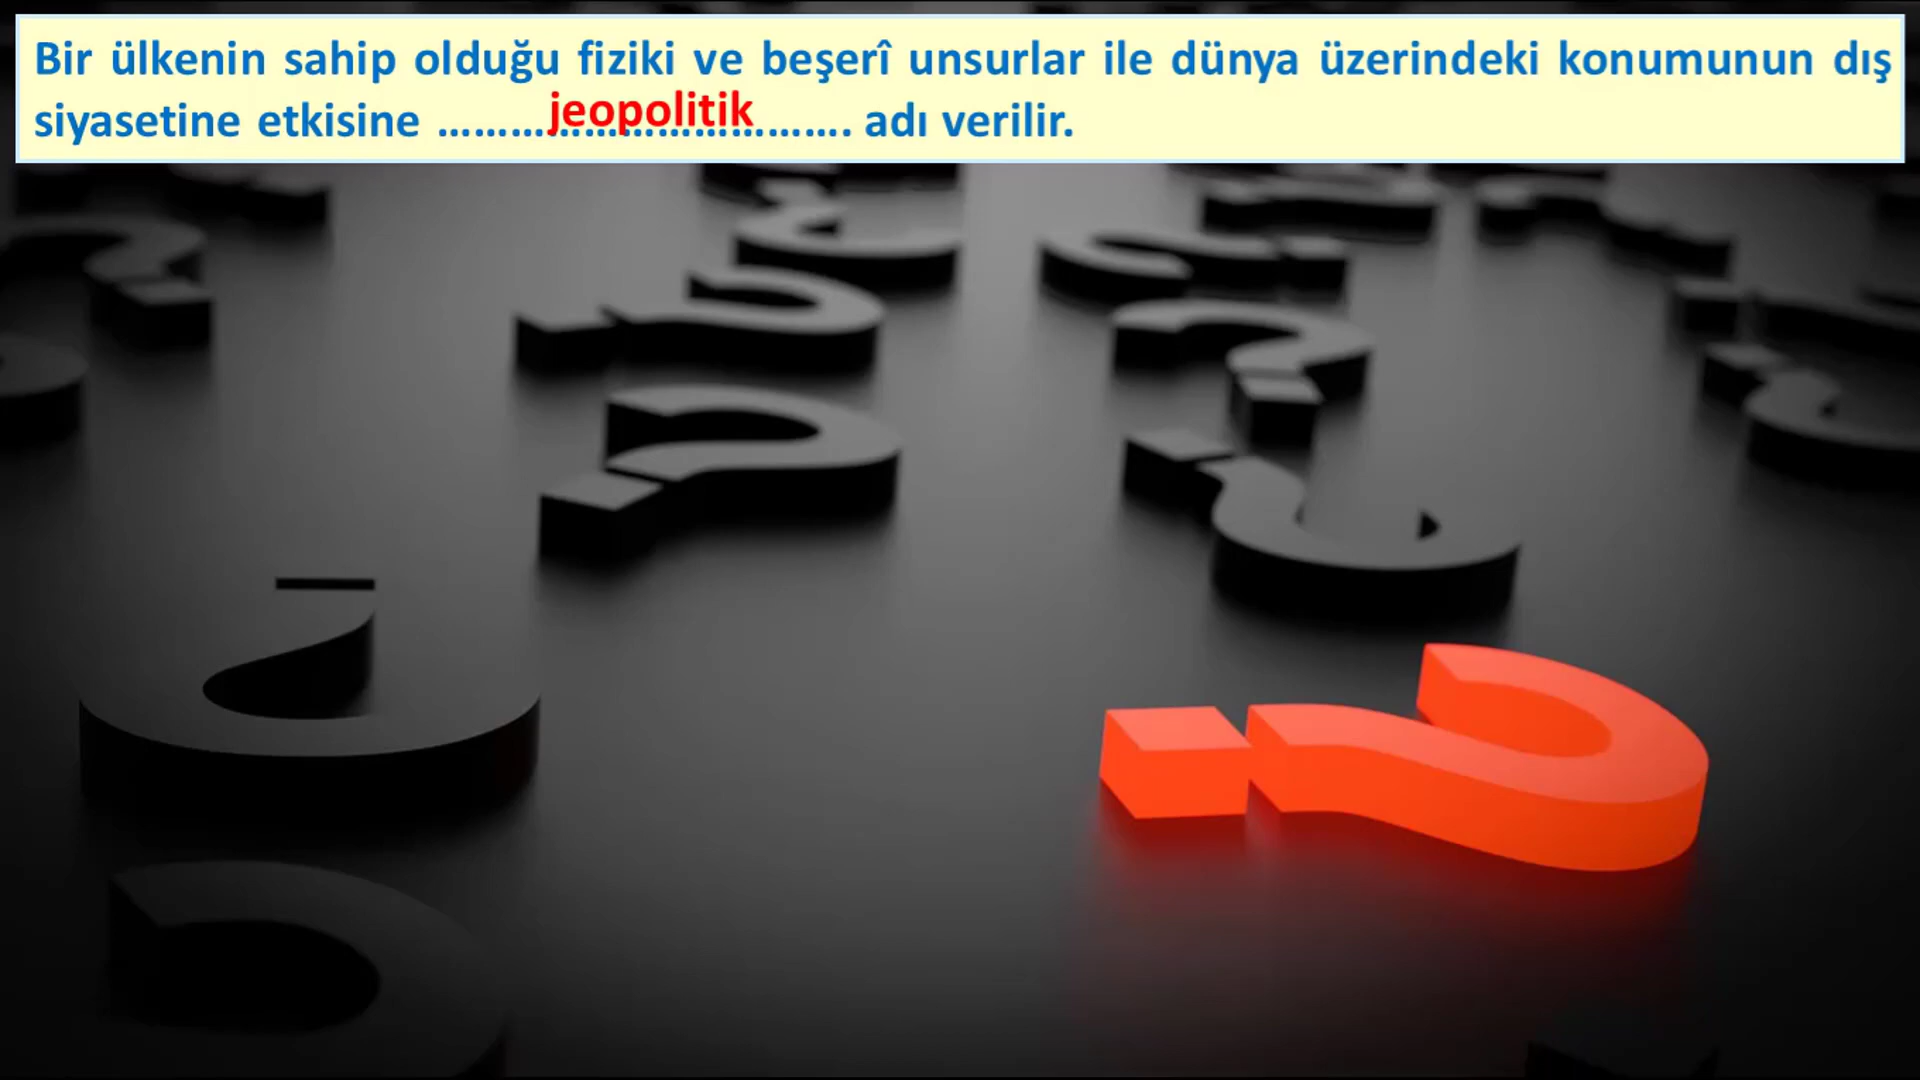 Bir ülkenin sahip olduğu fiziki ve beşerî unsurlar ile dünya üzerindeki konumunun dış
siyasetine etkisine ……………jeopolitik……………. adı verilir.